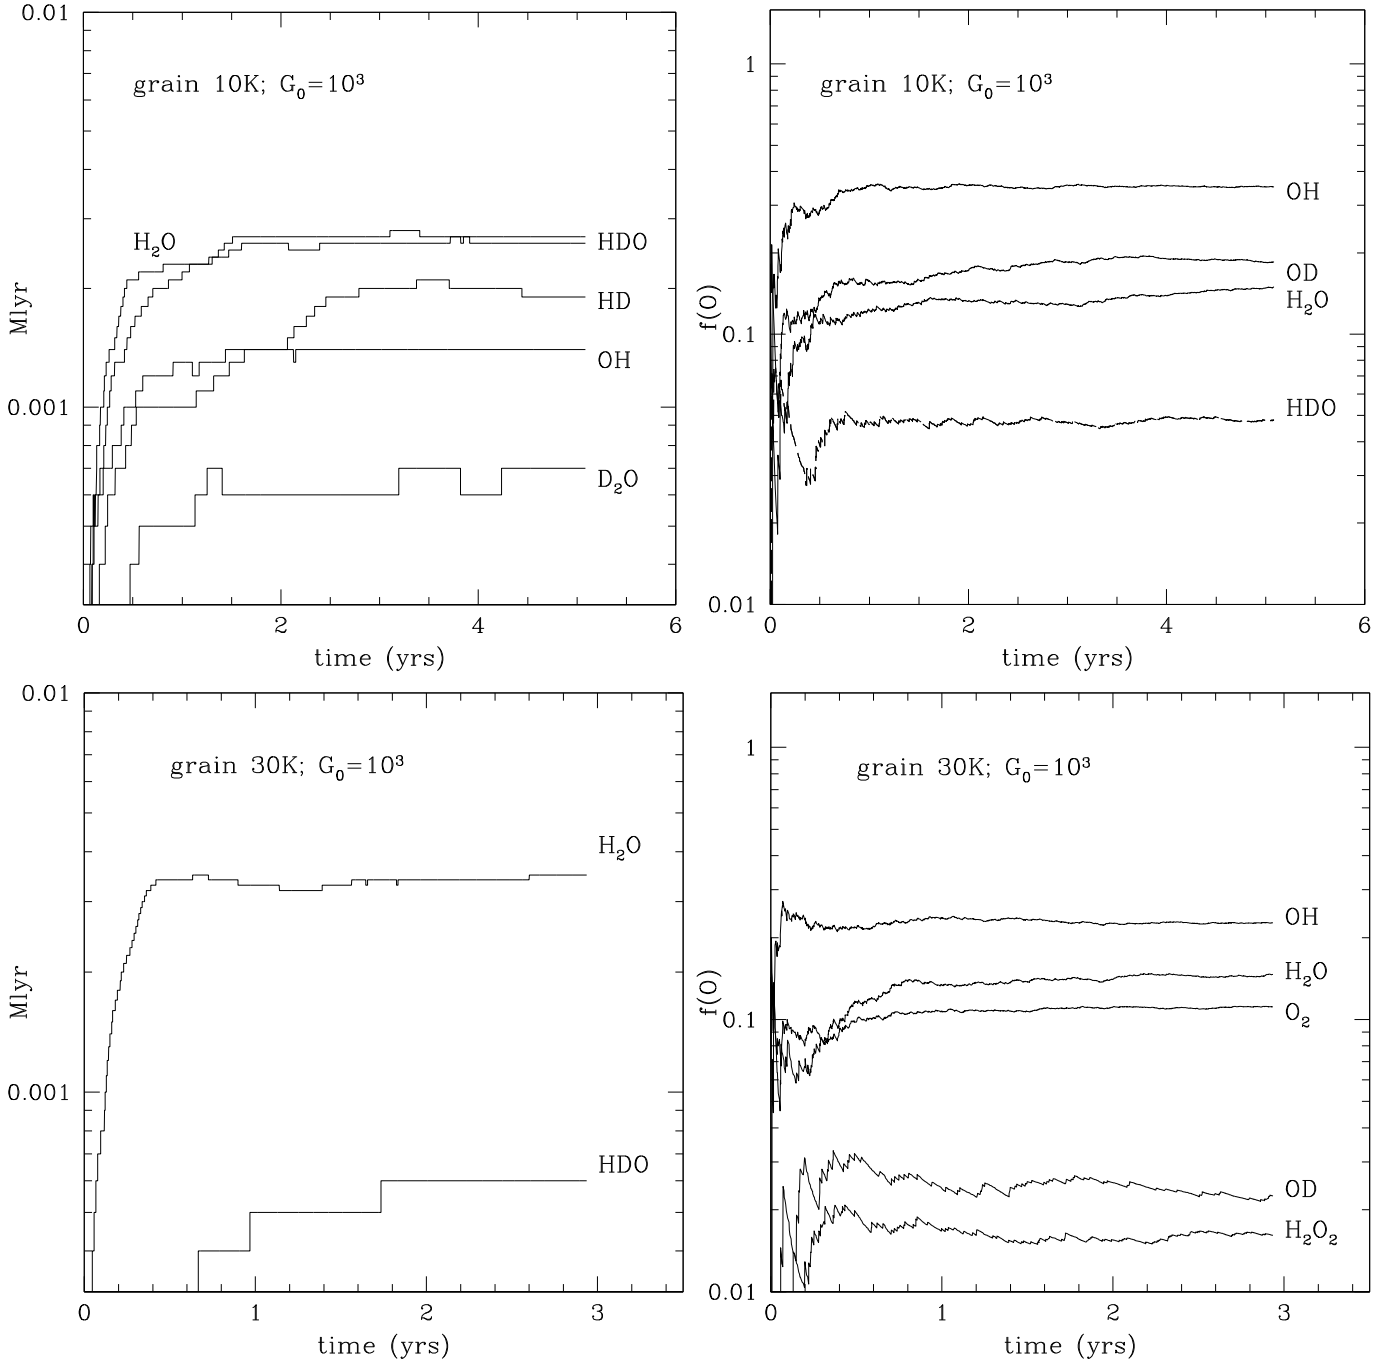 0.01
grain 10K; G₀=10³
H₂O
HDO
HD
OH
D₂O
Mlyr
0.001
0 2 4 6
time (yrs)
1
grain 10K; G₀=10³
OH
OD
H₂O
HDO
f(O)
0.1
0.01
0 2 4 6
time (yrs)
0.01
grain 30K; G₀=10³
H₂O
HDO
Mlyr
0.001
0 1 2 3
time (yrs)
1
grain 30K; G₀=10³
OH
H₂O
O₂
OD
H₂O₂
f(O)
0.1
0.01
0 1 2 3
time (yrs)